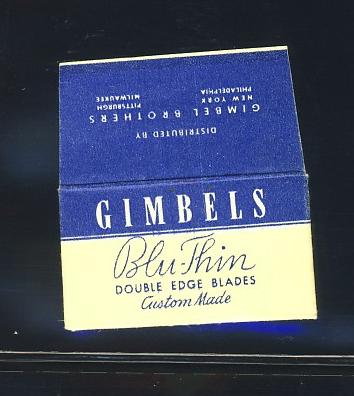 DISTRIBUTED BY
GIMBEL BROTHERS
NEW YORK PITTSBURGH
PHILADELPHIA MILWAUKEE
GIMBELS
Blu-Thin
DOUBLE EDGE BLADES
Custom Made